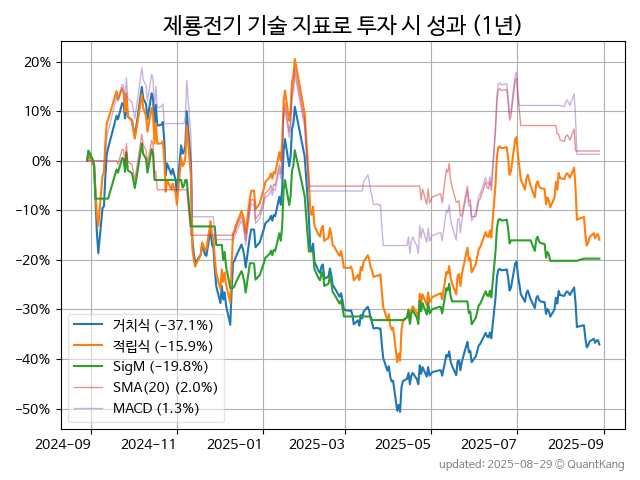 제룡전기 기술 지표로 투자 시 성과 (1년)
20%
10%
0%
−10%
−20%
−30%
−40%
−50%
거치식 (−37.1%)
적립식 (−15.9%)
SigM (−19.8%)
SMA(20) (2.0%)
MACD (1.3%)
2024-09 2024-11 2025-01 2025-03 2025-05 2025-07 2025-09
updated: 2025-08-29 © QuantKang